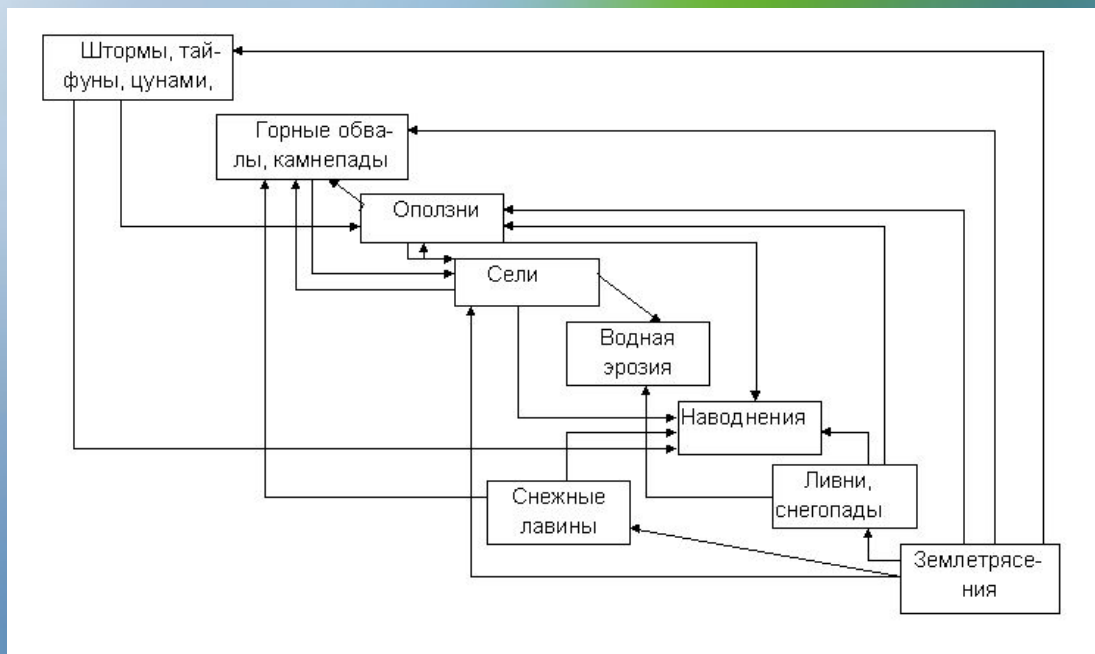 Штормы, тай-
фуны, цунами,
Горные обва-
лы, камнепады
Оползни
Сели
Водная
эрозия
Наводнения
Ливни,
снегопады
Снежные
лавины
Землетрясе-
ния